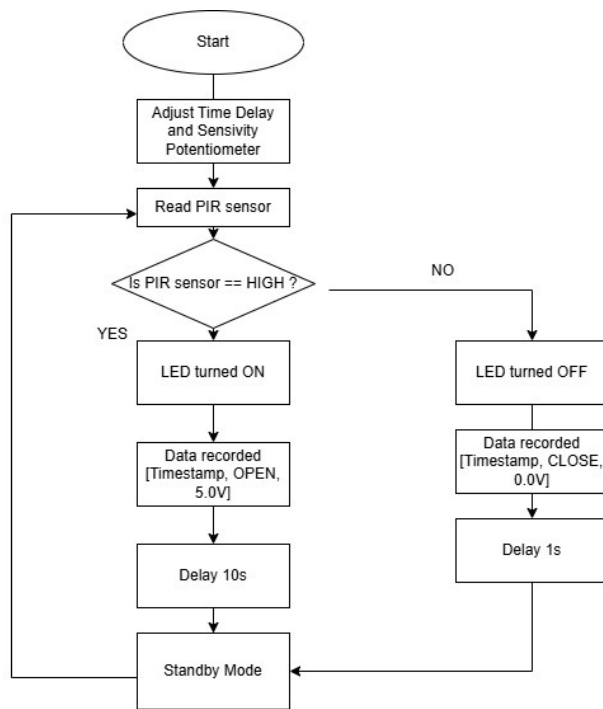 Start
Adjust Time Delay
and Sensivity
Potentiometer
Read PIR sensor
Is PIR sensor == HIGH ?
NO
YES
LED turned ON
LED turned OFF
Data recorded
[Timestamp, OPEN,
5.0V]
Data recorded
[Timestamp, CLOSE,
0.0V]
Delay 10s
Delay 1s
Standby Mode